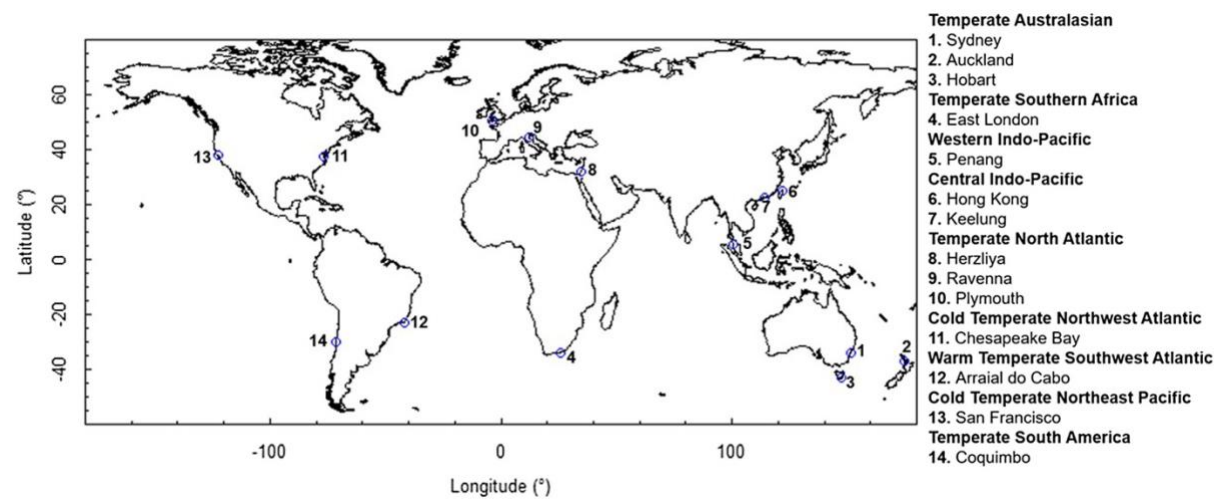 Temperate Australasian
1. Sydney
2. Auckland
3. Hobart
Temperate Southern Africa
4. East London
Western Indo-Pacific
5. Penang
Central Indo-Pacific
6. Hong Kong
7. Keelung
Temperate North Atlantic
8. Herzliya
9. Ravenna
10. Plymouth
Cold Temperate Northwest Atlantic
11. Chesapeake Bay
Warm Temperate Southwest Atlantic
12. Arraial do Cabo
Cold Temperate Northeast Pacific
13. San Francisco
Temperate South America
14. Coquimbo
Latitude (°)
60
40
20
0
-20
-40
10
9
13
11
8
6
7
5
12
14
4
1
2
3
-100
0
100
Longitude (°)